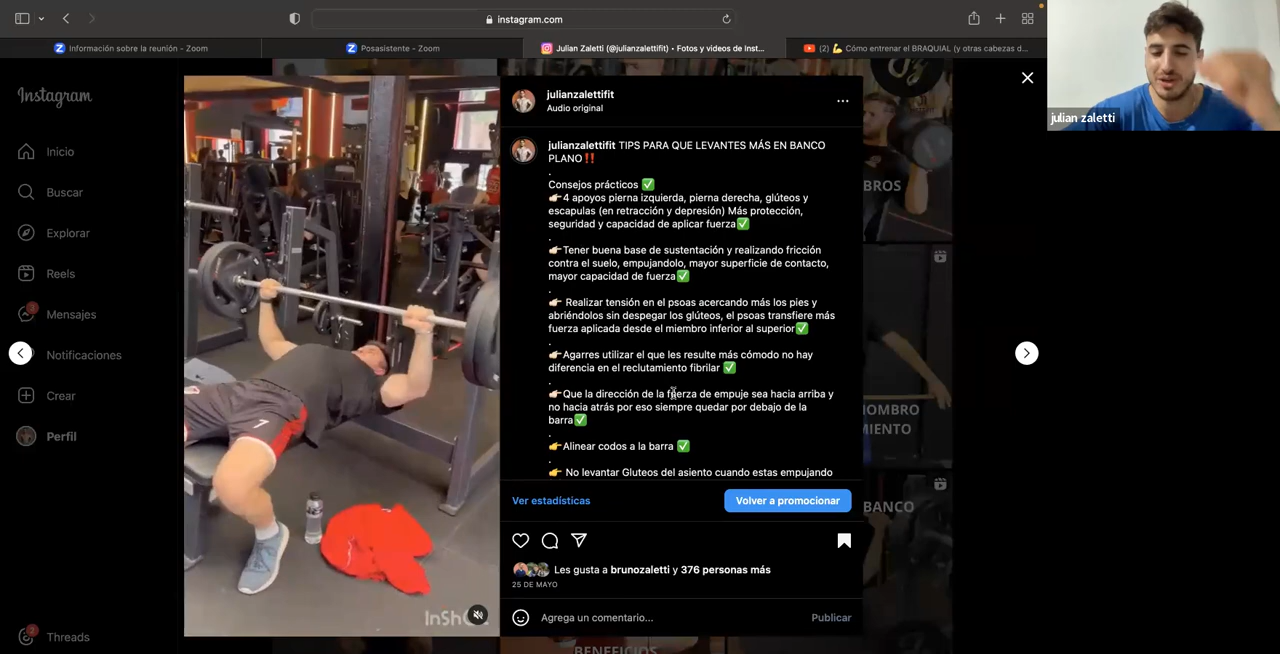 instagram.com
Información sobre la reunión - Zoom
Posasistente - Zoom
Julian Zaletti (@julianzalettifit) • Fotos y videos de Inst...
(2) 💪 Cómo entrenar el BRAQUIAL (y otras cabezas d...
julian zaletti
Instagram
Inicio
Buscar
Explorar
Reels
3
Mensajes
Notificaciones
Crear
Perfil
2
Threads
julianzalettifit
Audio original
julianzalettifit TIPS PARA QUE LEVANTES MÁS EN BANCO
PLANO‼️
.
Consejos prácticos ✅
👉🏻4 apoyos pierna izquierda, pierna derecha, glúteos y
escapulas (en retracción y depresión) Más protección,
seguridad y capacidad de aplicar fuerza✅
.
👉🏻Tener buena base de sustentación y realizando fricción
contra el suelo, empujandolo, mayor superficie de contacto,
mayor capacidad de fuerza✅
.
👉🏻 Realizar tensión en el psoas acercando más los pies y
abriéndolos sin despegar los glúteos, el psoas transfiere más
fuerza aplicada desde el miembro inferior al superior✅
.
👉🏻Agarres utilizar el que les resulte más cómodo no hay
diferencia en el reclutamiento fibrilar ✅
.
👉🏻Que la dirección de la fuerza de empuje sea hacia arriba y
no hacia atrás por eso siempre quedar por debajo de la
barra✅
.
👉Alinear codos a la barra ✅
.
👉 No levantar Gluteos del asiento cuando estas empujando
Ver estadísticas
Volver a promocionar
Les gusta a brunozaletti y 376 personas más
25 DE MAYO
Agrega un comentario...
Publicar
7
InSh
BROS
HOMBRO
MIENTO
BANCO
BENEFICIOS